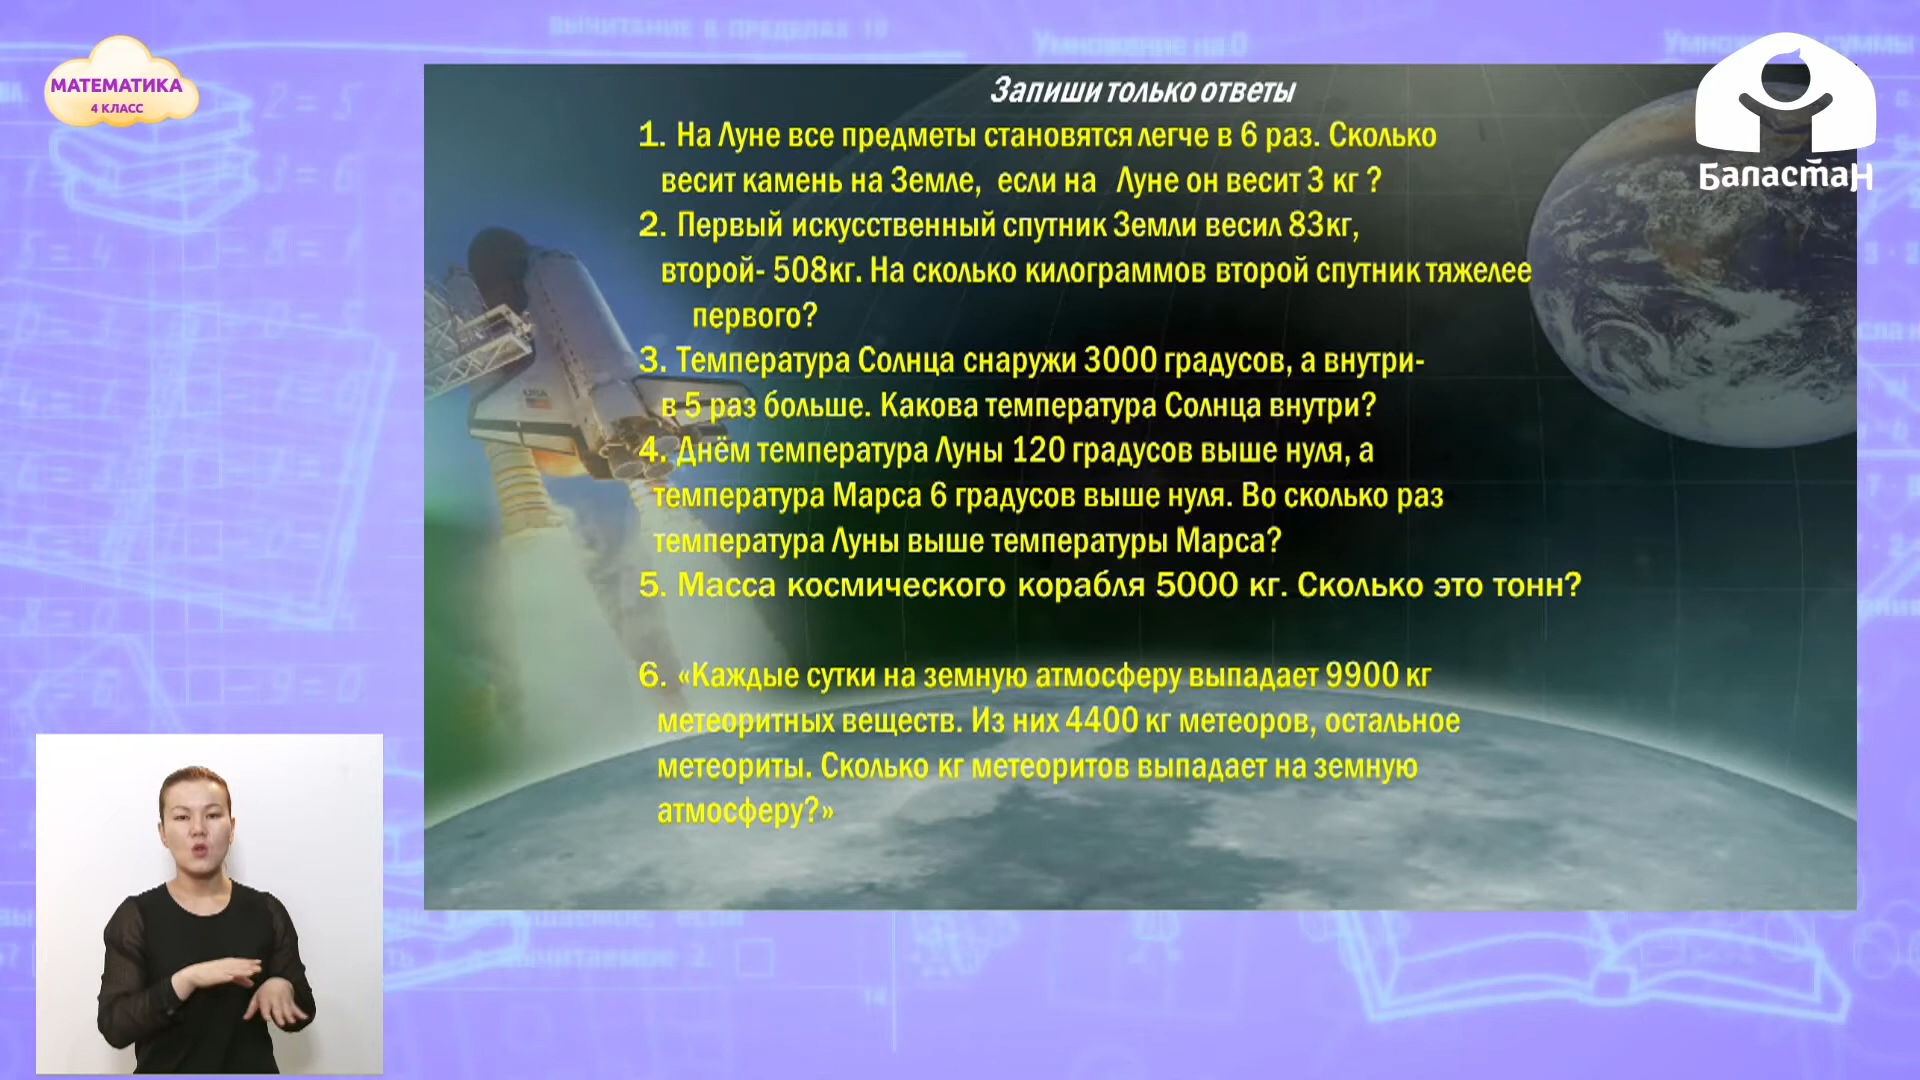 МАТЕМАТИКА
4 КЛАСС
БаластаН
Запиши только ответы
1. На Луне все предметы становятся легче в 6 раз. Сколько
весит камень на Земле, если на Луне он весит 3 кг ?
2. Первый искусственный спутник Земли весил 83кг,
второй- 508кг. На сколько килограммов второй спутник тяжелее
первого?
3. Температура Солнца снаружи 3000 градусов, а внутри-
в 5 раз больше. Какова температура Солнца внутри?
4. Днём температура Луны 120 градусов выше нуля, а
температура Марса 6 градусов выше нуля. Во сколько раз
температура Луны выше температуры Марса?
5. Масса космического корабля 5000 кг. Сколько это тонн?
6. «Каждые сутки на земную атмосферу выпадает 9900 кг
метеоритных веществ. Из них 4400 кг метеоров, остальное
метеориты. Сколько кг метеоритов выпадает на земную
атмосферу?»
ВЫЧИТАНИЕ В ПРЕДЕЛАХ 10
Умножение на 0